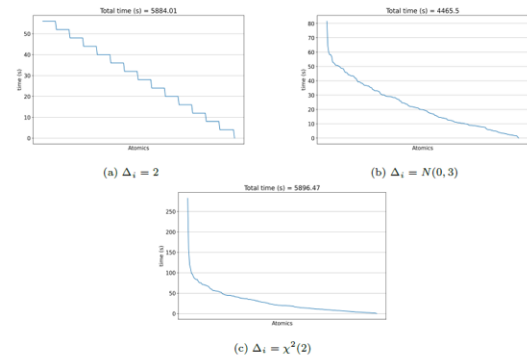 Total time (s) = 5884.01
50
40
30
20
10
0
time (s)
Atomics
(a) Δᵢ = 2
Total time (s) = 4465.5
80
70
60
50
40
30
20
10
0
time (s)
Atomics
(b) Δᵢ = N(0, 3)
Total time (s) = 5896.47
250
200
150
100
50
0
time (s)
Atomics
(c) Δᵢ = χ²(2)